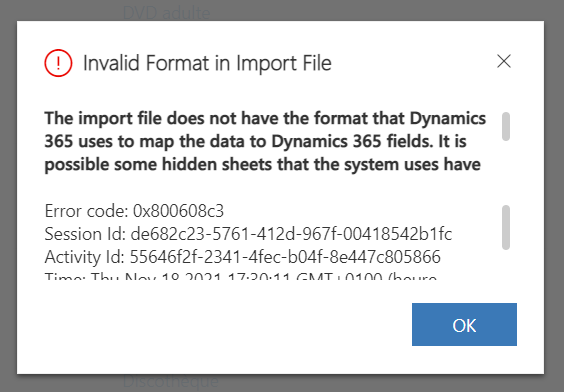 DVD adulte
Invalid Format in Import File
The import file does not have the format that Dynamics
365 uses to map the data to Dynamics 365 fields. It is
possible some hidden sheets that the system uses have
Error code: 0x800608c3
Session Id: de682c23-5761-412d-967f-00418542b1fc
Activity Id: 55646f2f-2341-4fec-b04f-8e447c805866
Time: Thu Nov 18 2021 17:30:11 GMT+0100 (heure
OK
Discothèque